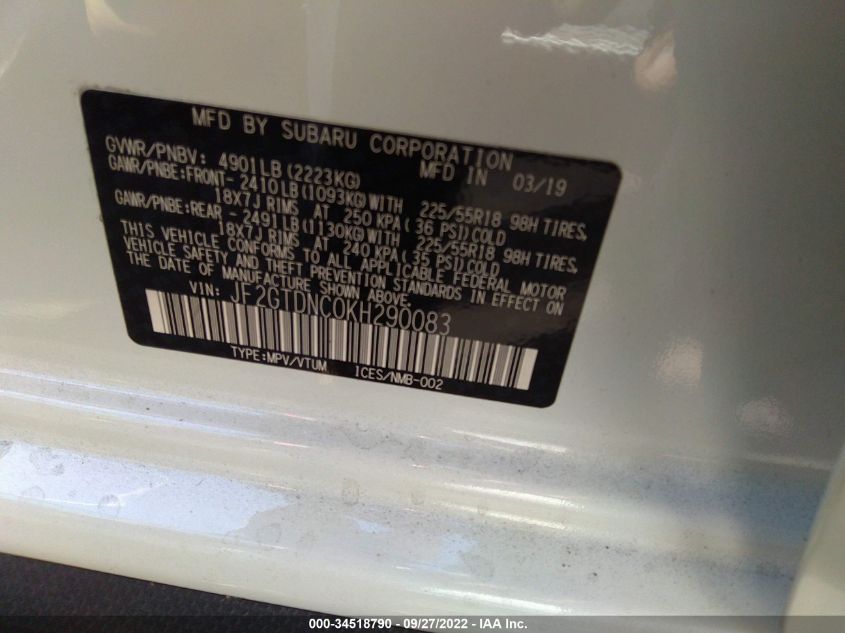 MFD BY SUBARU CORPORATION
GVWR/PNBV: 4901LB(2223KG) MFD IN 03/19
GAWR/PNBE:FRONT- 2410LB(1093KG)WITH 225/55R18 98H TIRES,
18X7J RIMS AT 250 KPA( 36 PSI)COLD
GAWR/PNBE:REAR - 2491LB(1130KG)WITH 225/55R18 98H TIRES,
18X7J RIMS AT 240 KPA( 35 PSI)COLD
THIS VEHICLE CONFORMS TO ALL APPLICABLE FEDERAL MOTOR
VEHICLE SAFETY AND THEFT PREVENTION STANDARDS IN EFFECT ON
THE DATE OF MANUFACTURE SHOWN ABOVE.
VIN: JF2GTDNC0KH290083
TYPE:MPV/VTUM ICES/NMB-002
000-34518790 - 09/27/2022 - IAA Inc.